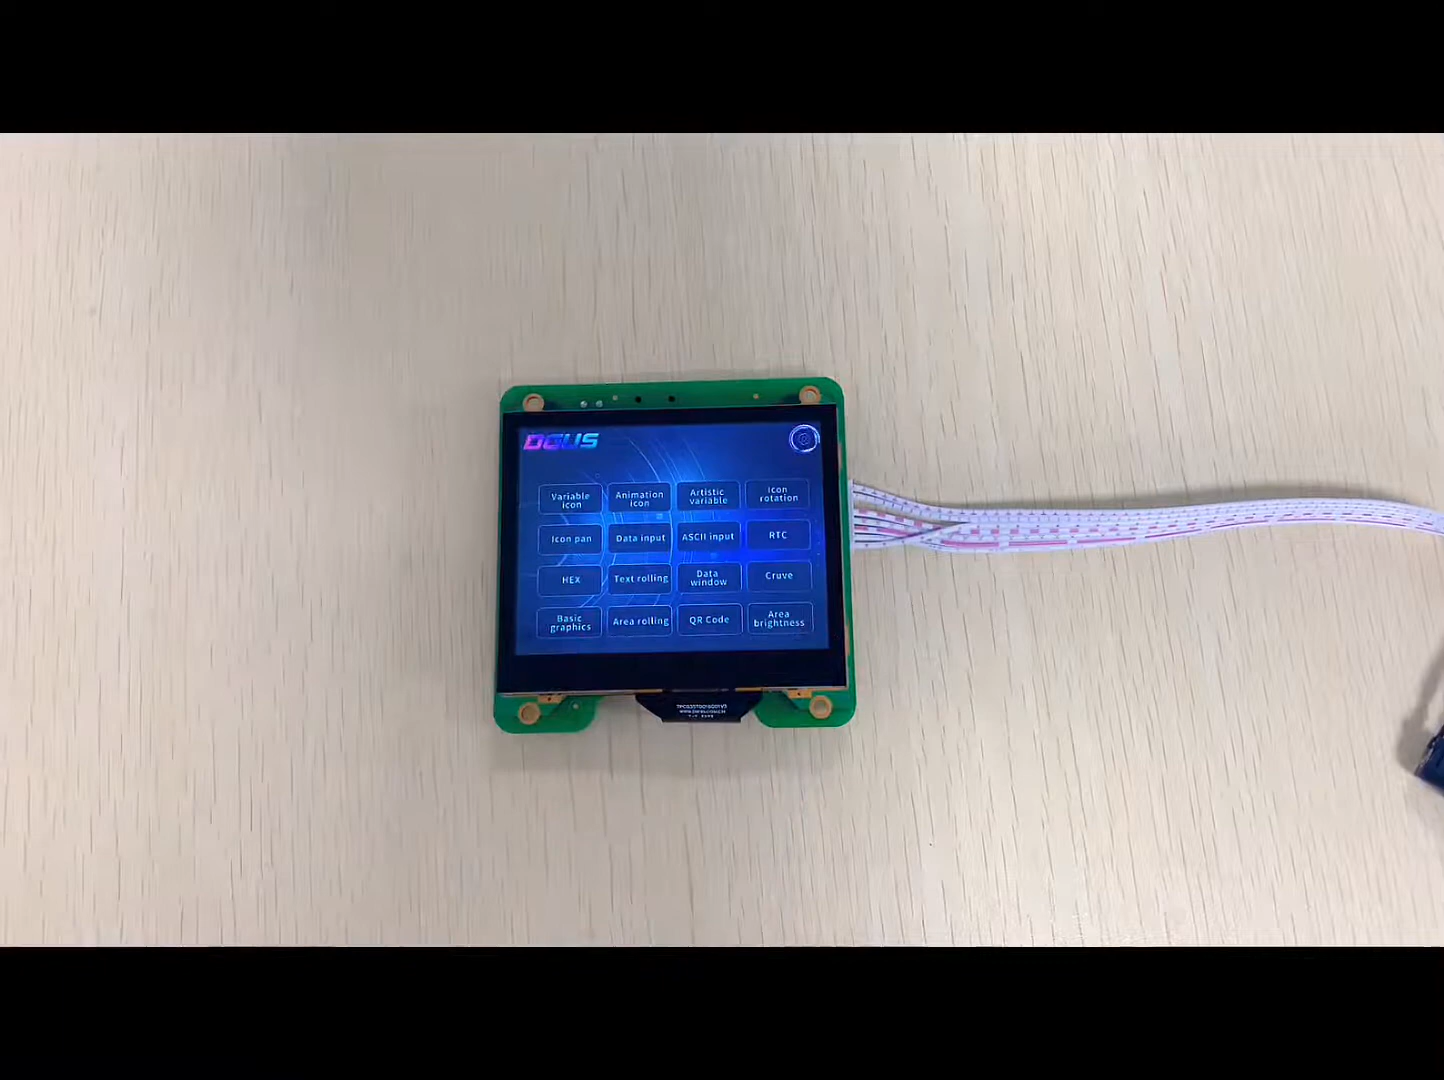 DGUS
Variable
icon
Animation
icon
Artistic
variable
Icon
rotation
Icon pan
Data input
ASCII input
RTC
HEX
Text rolling
Data
window
Cruve
Basic
graphics
Area rolling
QR Code
Area
brightness